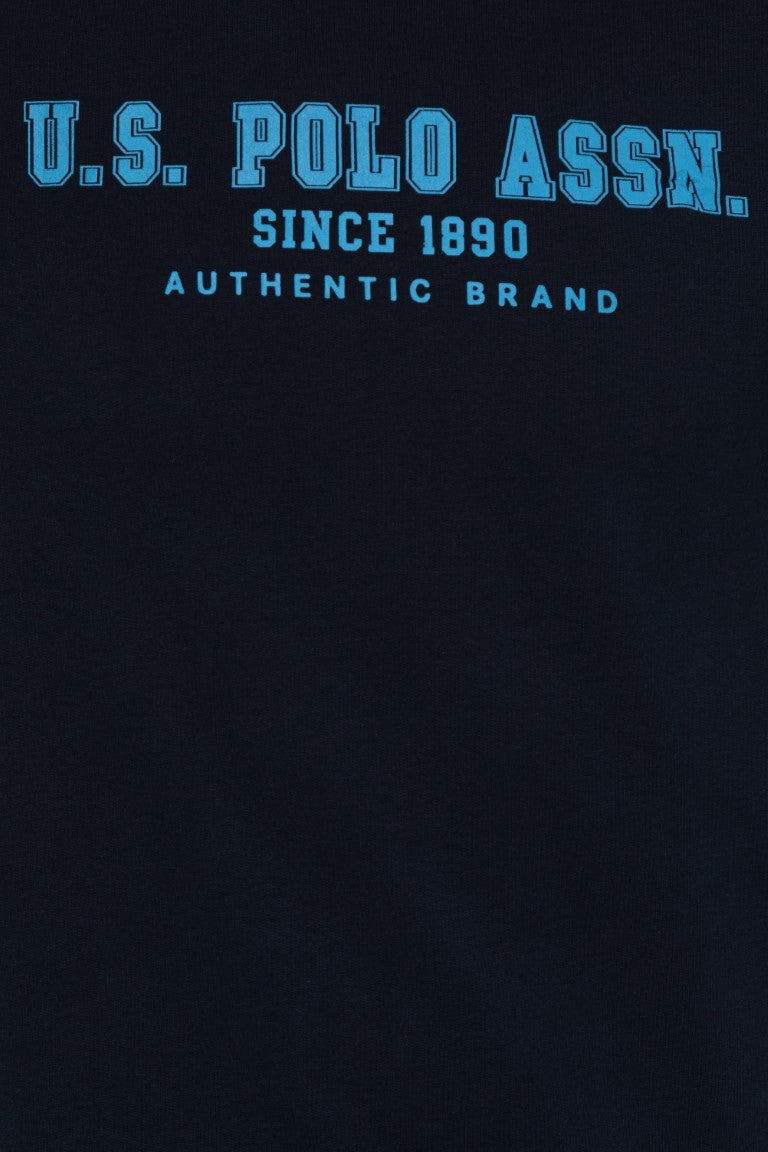 U.S. POLO ASSN.
SINCE 1890
AUTHENTIC BRAND